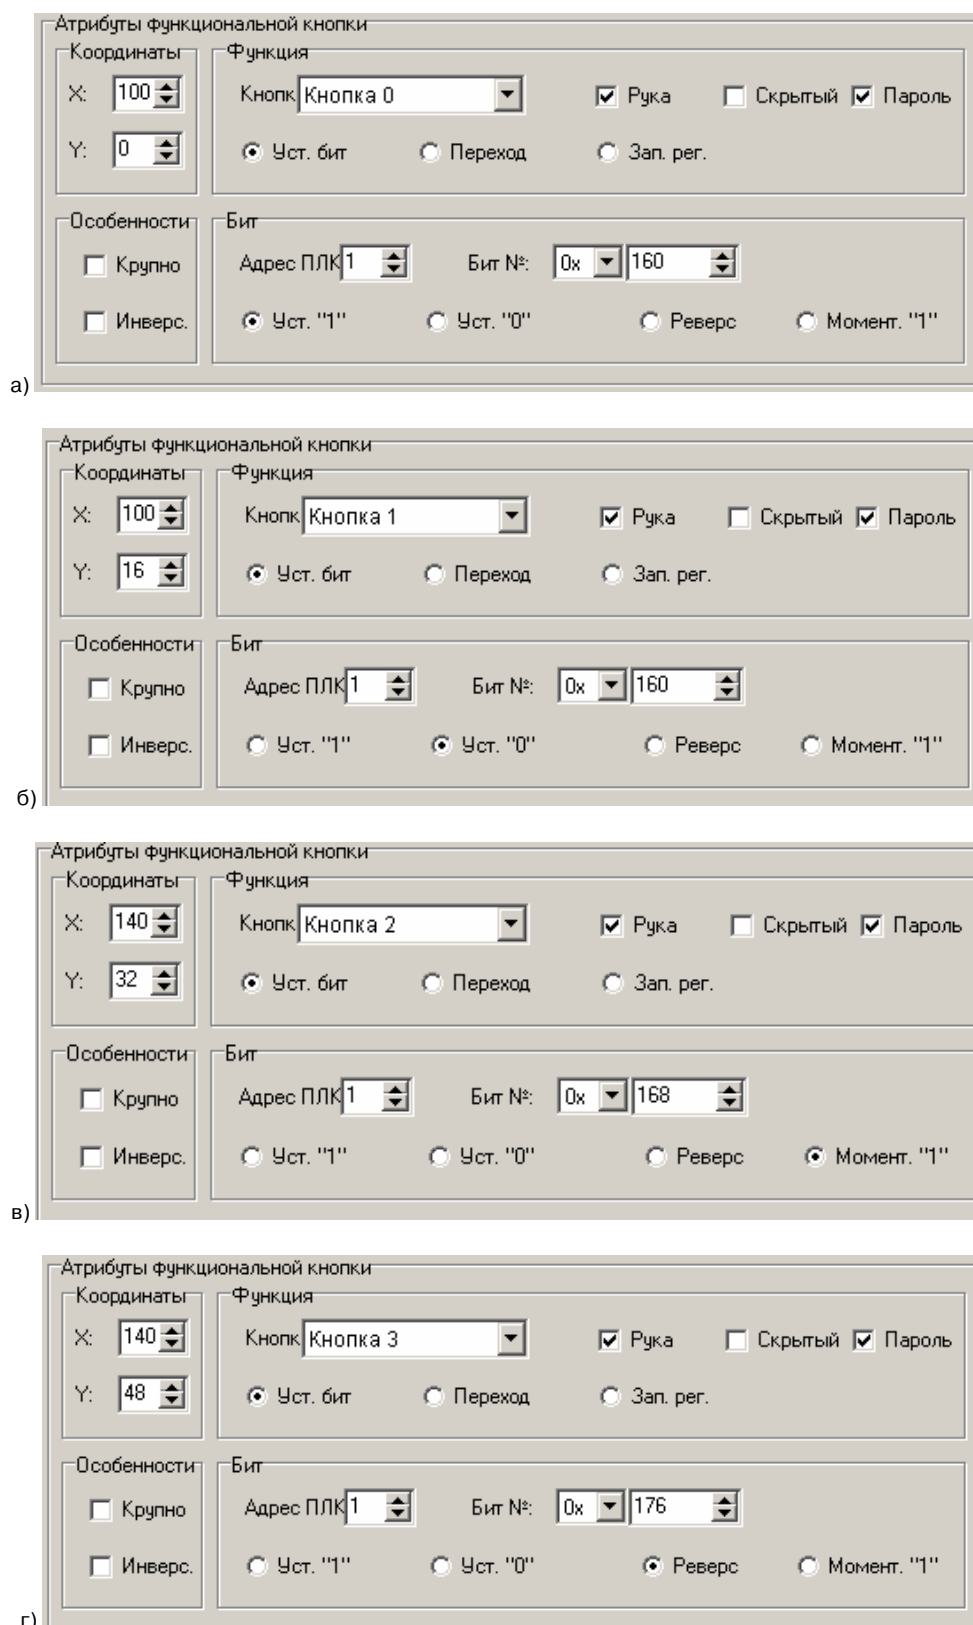 Атрибуты функциональной кнопки
Координаты Функция
X: 100 Кнопк Кнопка 0 Рука Скрытый Пароль
Y: 0 Уст. бит Переход Зап. рег.
Особенности Бит
Крупно Адрес ПЛК 1 Бит №: 0x 160
Инверс. Уст. "1" Уст. "0" Реверс Момент. "1"
а)
Атрибуты функциональной кнопки
Координаты Функция
X: 100 Кнопк Кнопка 1 Рука Скрытый Пароль
Y: 16 Уст. бит Переход Зап. рег.
Особенности Бит
Крупно Адрес ПЛК 1 Бит №: 0x 160
Инверс. Уст. "1" Уст. "0" Реверс Момент. "1"
б)
Атрибуты функциональной кнопки
Координаты Функция
X: 140 Кнопк Кнопка 2 Рука Скрытый Пароль
Y: 32 Уст. бит Переход Зап. рег.
Особенности Бит
Крупно Адрес ПЛК 1 Бит №: 0x 168
Инверс. Уст. "1" Уст. "0" Реверс Момент. "1"
в)
Атрибуты функциональной кнопки
Координаты Функция
X: 140 Кнопк Кнопка 3 Рука Скрытый Пароль
Y: 48 Уст. бит Переход Зап. рег.
Особенности Бит
Крупно Адрес ПЛК 1 Бит №: 0x 176
Инверс. Уст. "1" Уст. "0" Реверс Момент. "1"
г)